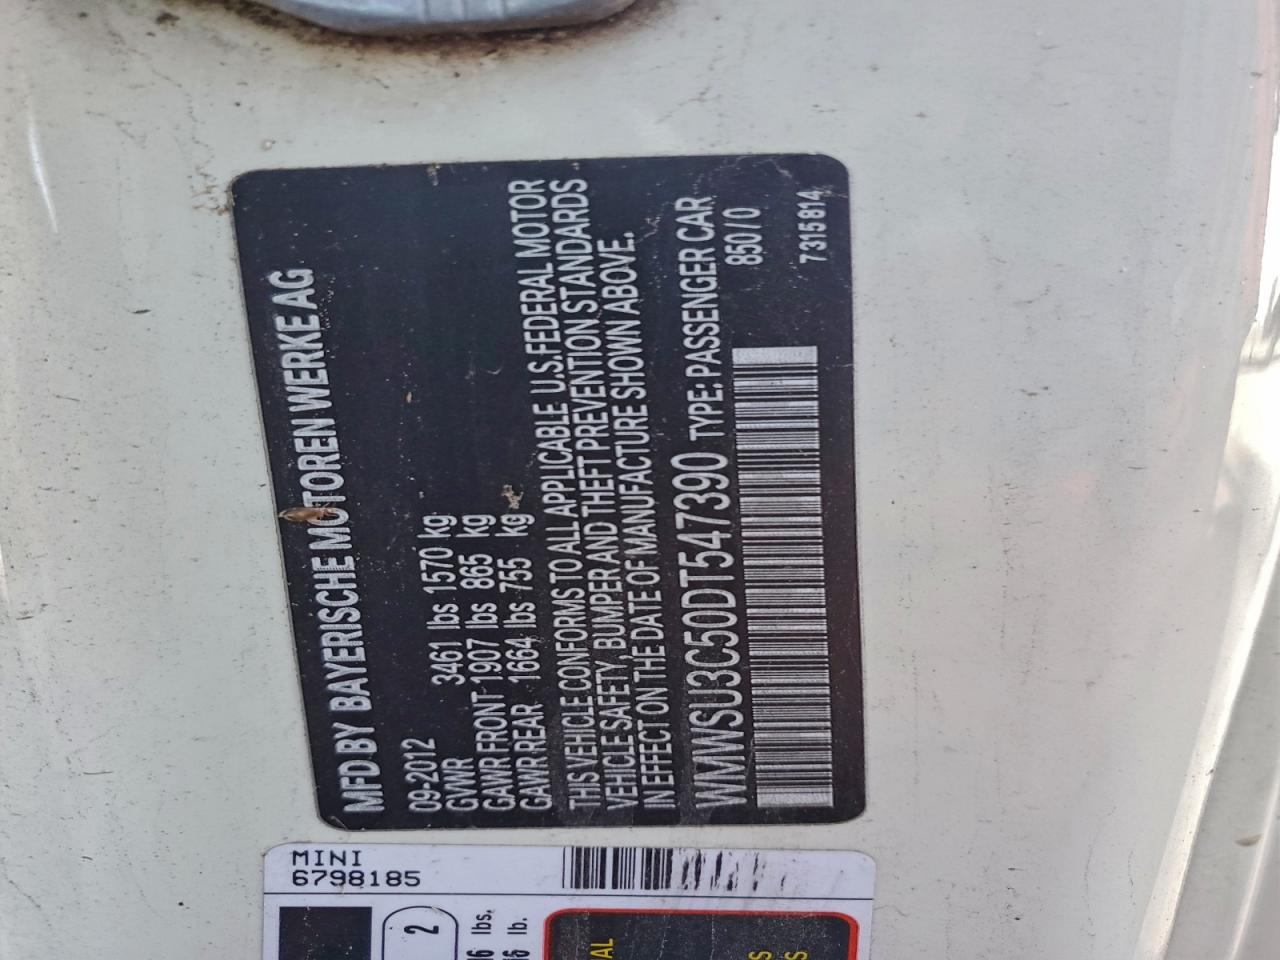 MFD BY BAYERISCHE MOTOREN WERKE AG
09-2012
GVWR 3461 lbs 1570 kg
GAWR FRONT 1907 lbs 865 kg
GAWR REAR 1664 lbs 755 kg
THIS VEHICLE CONFORMS TO ALL APPLICABLE U.S. FEDERAL MOTOR
VEHICLE SAFETY, BUMPER AND THEFT PREVENTION STANDARDS
IN EFFECT ON THE DATE OF MANUFACTURE SHOWN ABOVE.
WMWSU3C50DT547390 TYPE: PASSENGER CAR
850/0
7315814
MINI
6798185
2
lbs.
lb.
AL
S
S